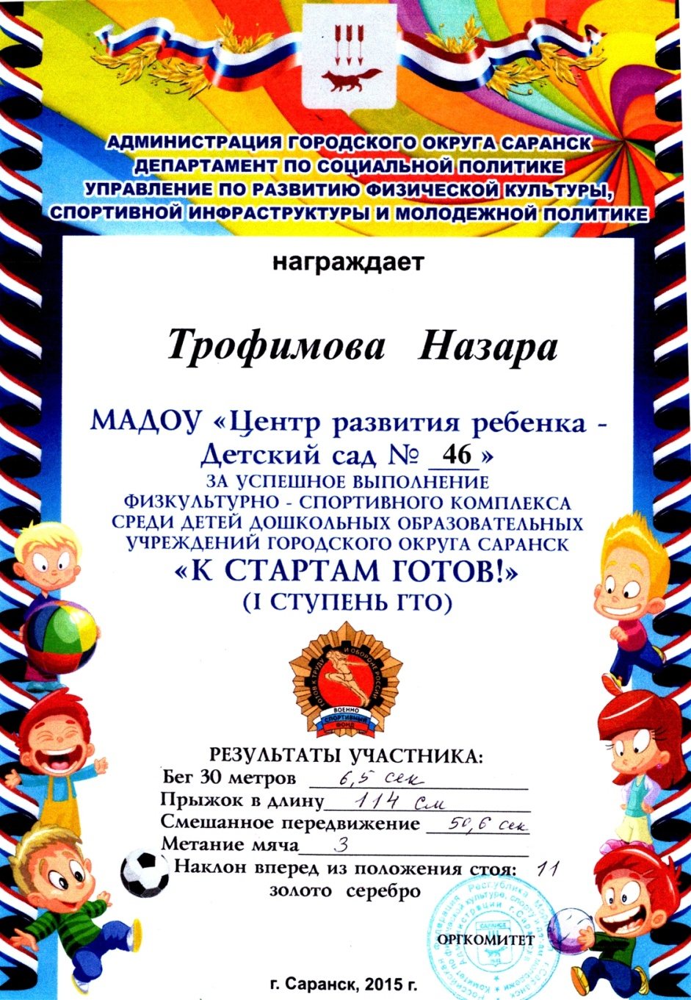 АДМИНИСТРАЦИЯ ГОРОДСКОГО ОКРУГА САРАНСК
ДЕПАРТАМЕНТ ПО СОЦИАЛЬНОЙ ПОЛИТИКЕ
УПРАВЛЕНИЕ ПО РАЗВИТИЮ ФИЗИЧЕСКОЙ КУЛЬТУРЫ,
СПОРТИВНОЙ ИНФРАСТРУКТУРЫ И МОЛОДЕЖНОЙ ПОЛИТИКЕ
награждает
Трофимова Назара
МАДОУ «Центр развития ребенка -
Детский сад № 46»
ЗА УСПЕШНОЕ ВЫПОЛНЕНИЕ
ФИЗКУЛЬТУРНО - СПОРТИВНОГО КОМПЛЕКСА
СРЕДИ ДЕТЕЙ ДОШКОЛЬНЫХ ОБРАЗОВАТЕЛЬНЫХ
УЧРЕЖДЕНИЙ ГОРОДСКОГО ОКРУГА САРАНСК
«К СТАРТАМ ГОТОВ!»
(I СТУПЕНЬ ГТО)
ГОТОВ К ТРУДУ И ОБОРОНЕ РОССИИ
ВОЕННО
СПОРТИВНЫЙ
ФОНД
РЕЗУЛЬТАТЫ УЧАСТНИКА:
Бег 30 метров 6,5 сек
Прыжок в длину 114 см
Смешанное передвижение 50,6 сек
Метание мяча 3
Наклон вперед из положения стоя: 11
золото серебро
САРАНСК
ОРГКОМИТЕТ
г. Саранск, 2015 г.